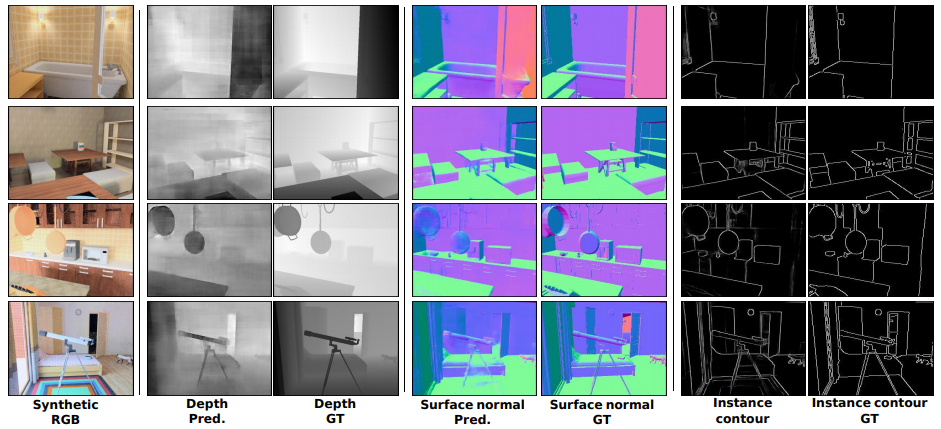 Synthetic
RGB
Depth
Pred.
Depth
GT
Surface normal
Pred.
Surface normal
GT
Instance
contour
Instance contour
GT